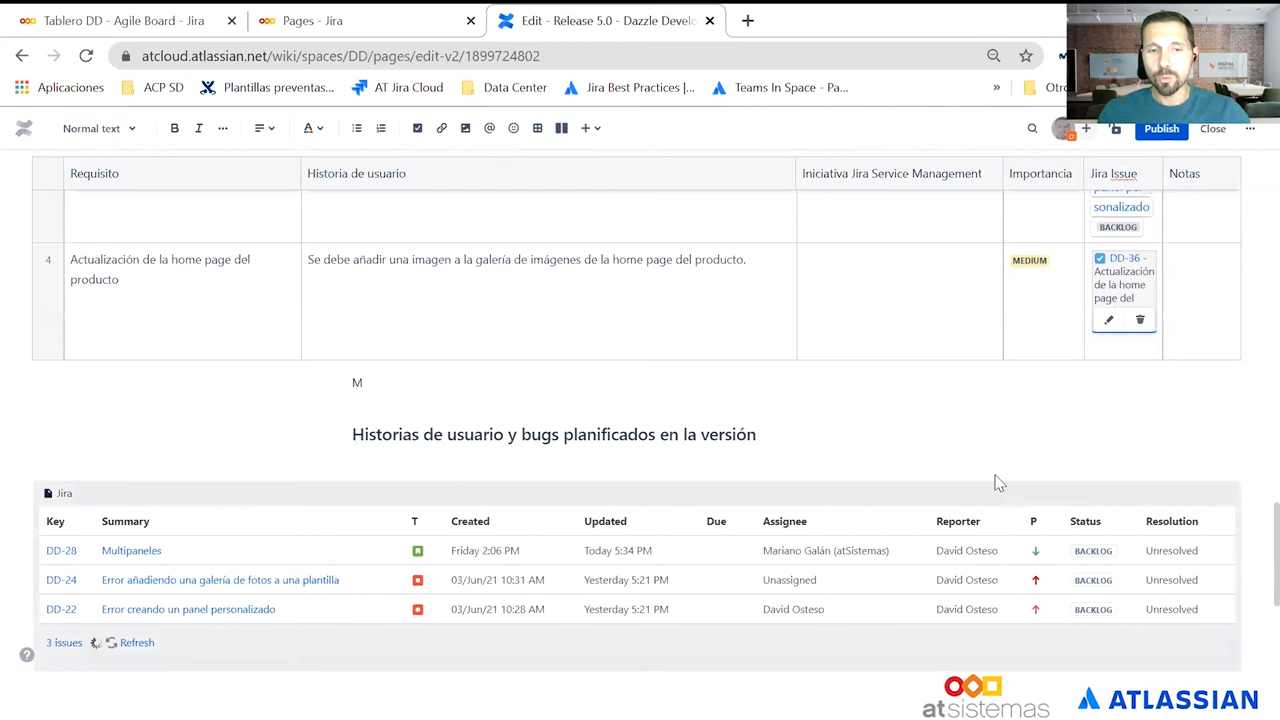 Tablero DD - Agile Board - Jira
Pages - Jira
Edit - Release 5.0 - Dazzle Develo
atcloud.atlassian.net/wiki/spaces/DD/pages/edit-v2/1899724802
Aplicaciones
ACP SD
Plantillas preventas...
AT Jira Cloud
Data Center
Jira Best Practices |...
Teams In Space - Pa...
»
Normal text
B
I
A
Publish
Close
Requisito
Historia de usuario
Iniciativa Jira Service Management
Importancia
Jira Issue
Notas
sonalizado
BACKLOG
4
Actualización de la home page del
producto
Se debe añadir una imagen a la galería de imágenes de la home page del producto.
MEDIUM
DD-36 -
Actualización
de la home
page del
M
Historias de usuario y bugs planificados en la versión
Jira
Key Summary T Created Updated Due Assignee Reporter P Status Resolution
DD-28 Multipaneles Friday 2:06 PM Today 5:34 PM Mariano Galán (atSistemas) David Osteso BACKLOG Unresolved
DD-24 Error añadiendo una galería de fotos a una plantilla 03/Jun/21 10:31 AM Yesterday 5:21 PM Unassigned David Osteso BACKLOG Unresolved
DD-22 Error creando un panel personalizado 03/Jun/21 10:28 AM Yesterday 5:21 PM David Osteso David Osteso BACKLOG Unresolved
3 issues Refresh
?
atsistemas
ATLASSIAN